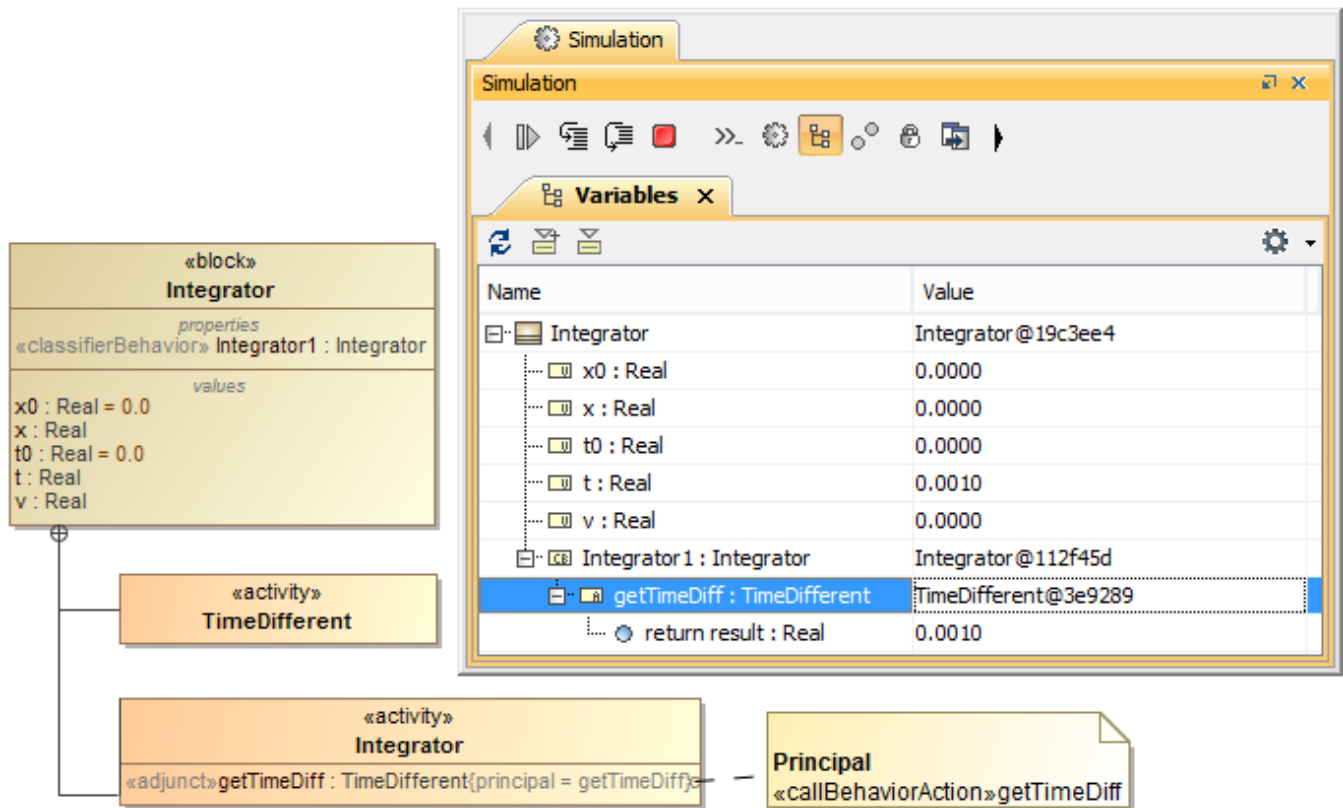 Simulation
Simulation
Variables
Name Value
Integrator Integrator@19c3ee4
x0 : Real 0.0000
x : Real 0.0000
t0 : Real 0.0000
t : Real 0.0010
v : Real 0.0000
Integrator1 : Integrator Integrator@112f45d
getTimeDiff : TimeDifferent TimeDifferent@3e9289
return result : Real 0.0010
«block»
Integrator
properties
«classifierBehavior» Integrator1 : Integrator
values
x0 : Real = 0.0
x : Real
t0 : Real = 0.0
t : Real
v : Real
«activity»
TimeDifferent
«activity»
Integrator
«adjunct»getTimeDiff : TimeDifferent{principal = getTimeDiff}
Principal
«callBehaviorAction»getTimeDiff